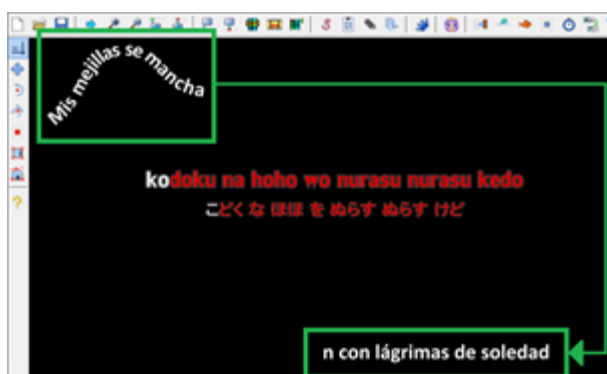 Mis mejillas se mancha
kodoku na hoho wo nurasu nurasu kedo
こどく な ほほ を ぬらす ぬらす けど
n con lágrimas de soledad